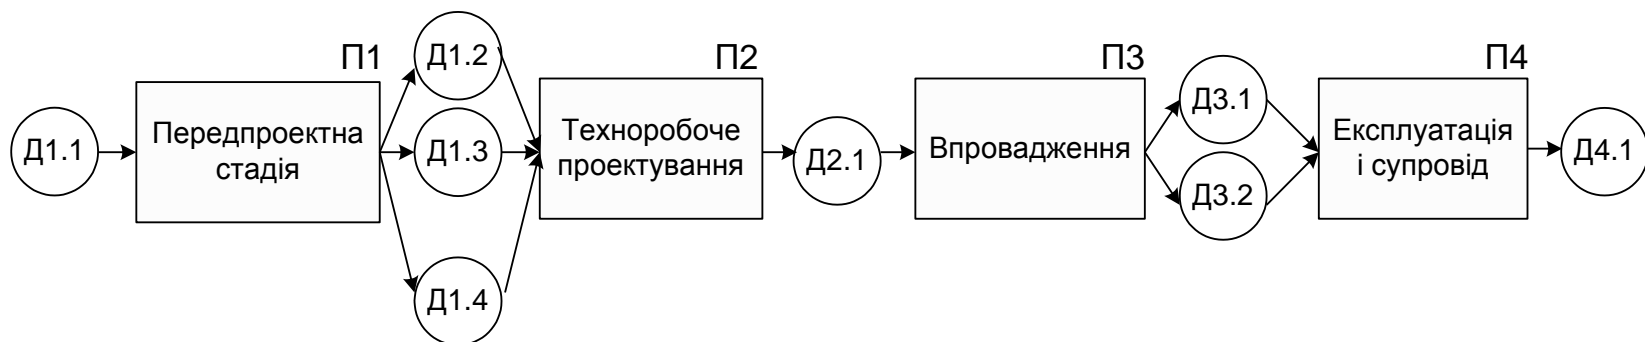 Д1.1
П1
Передпроектна
стадія
Д1.2
Д1.3
Д1.4
П2
Техноробоче
проектування
Д2.1
П3
Впровадження
Д3.1
Д3.2
П4
Експлуатація
і супровід
Д4.1